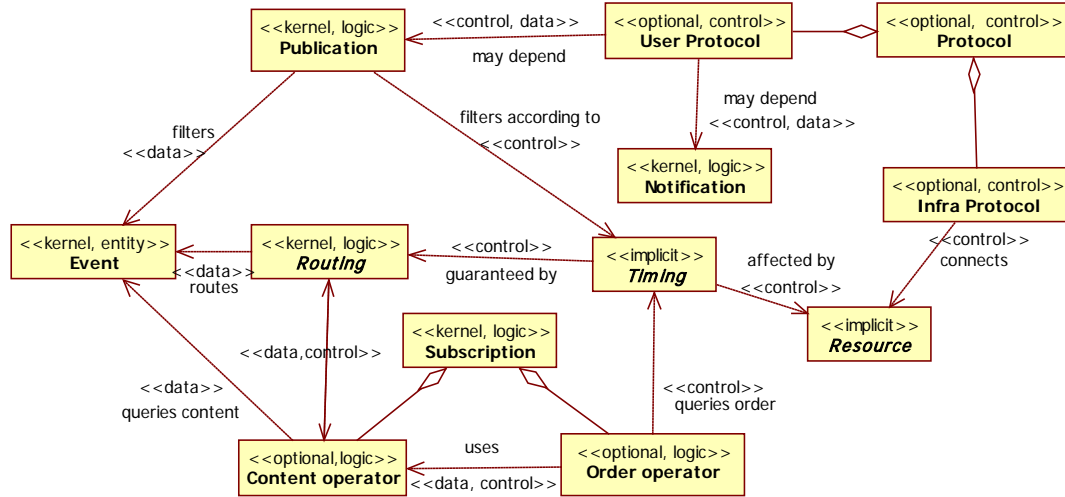 <<kernel, logic>>
Publication
<<control, data>>
may depend
<<optional, control>>
User Protocol
<<optional, control>>
Protocol
filters
<<data>>
filters according to
<<control>>
may depend
<<control, data>>
<<kernel, logic>>
Notification
<<optional, control>>
Infra Protocol
<<kernel, entity>>
Event
<<data>>
routes
<<kernel, logic>>
Routing
<<control>>
guaranteed by
<<implicit>>
Timing
affected by
<<control>>
<<control>>
connects
<<implicit>>
Resource
<<kernel, logic>>
Subscription
<<data,control>>
<<data>>
queries content
<<control>>
queries order
<<optional,logic>>
Content operator
uses
<<data, control>>
<<optional, logic>>
Order operator